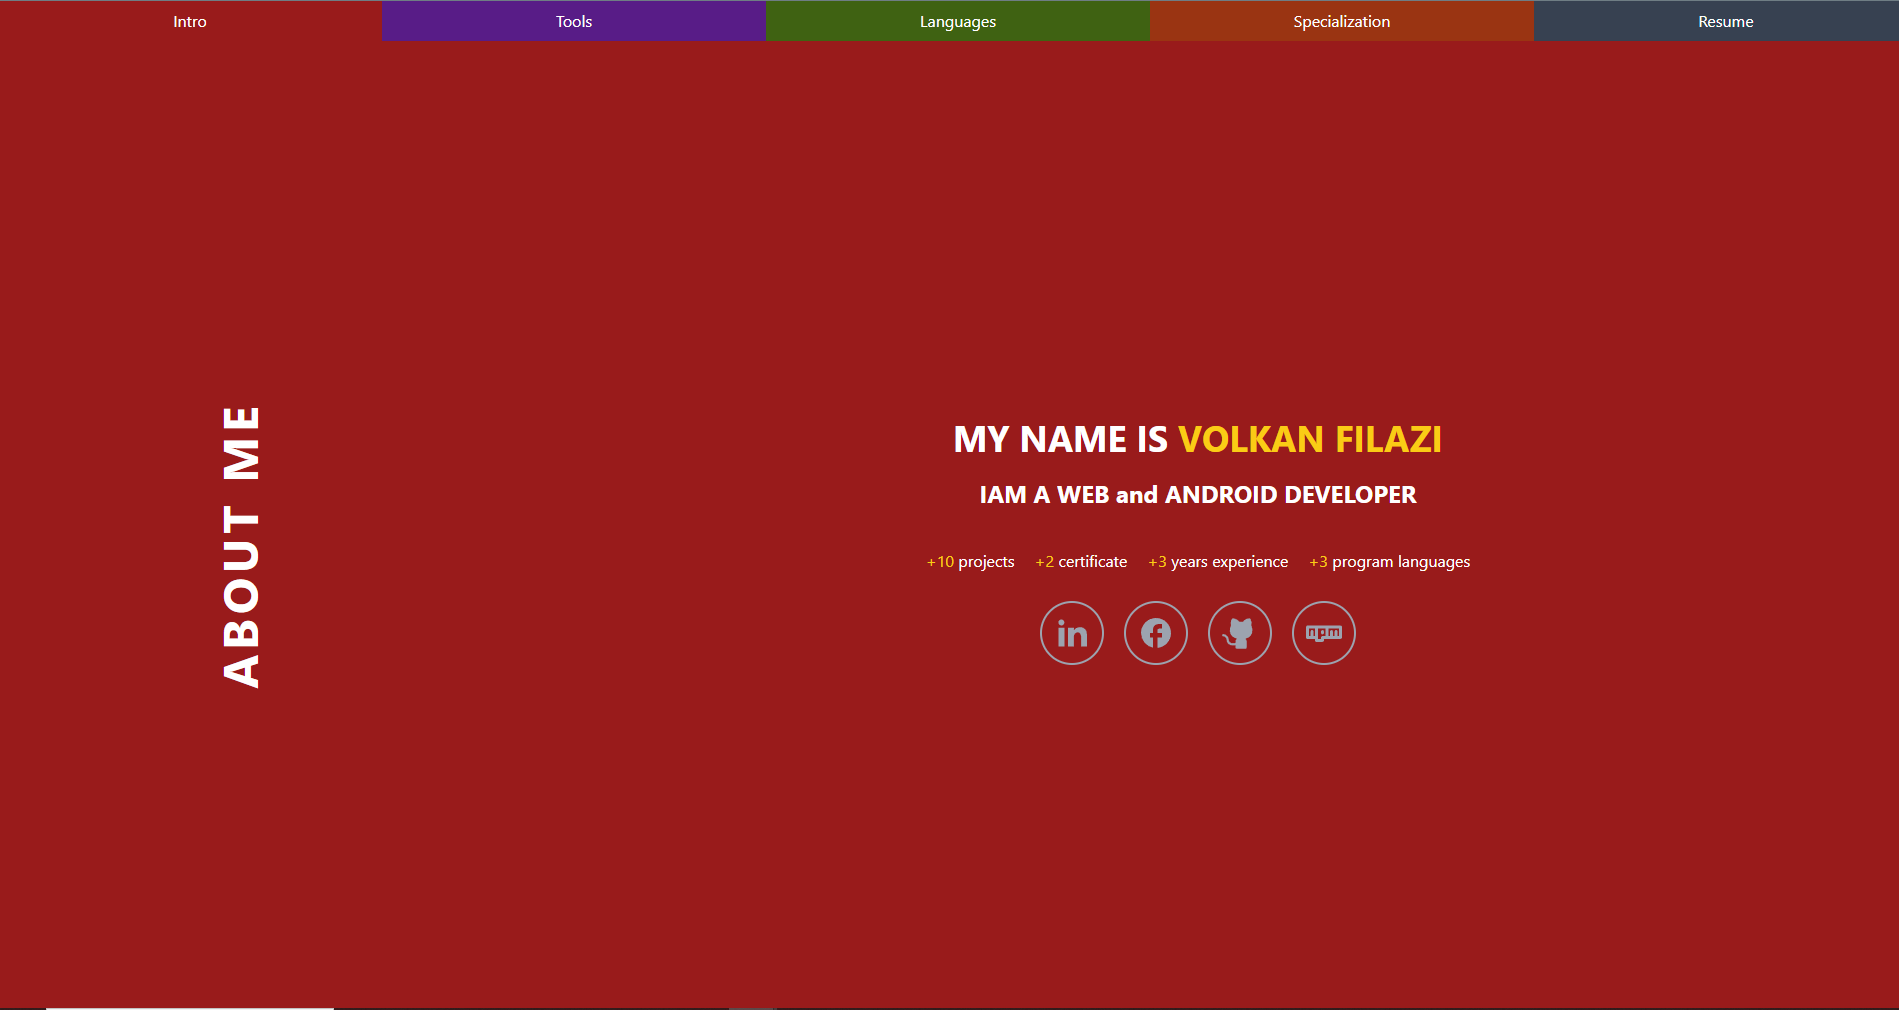 Intro
Tools
Languages
Specialization
Resume
ABOUT ME
MY NAME IS VOLKAN FILAZI
IAM A WEB and ANDROID DEVELOPER
+10 projects +2 certificate +3 years experience +3 program languages
in
npm